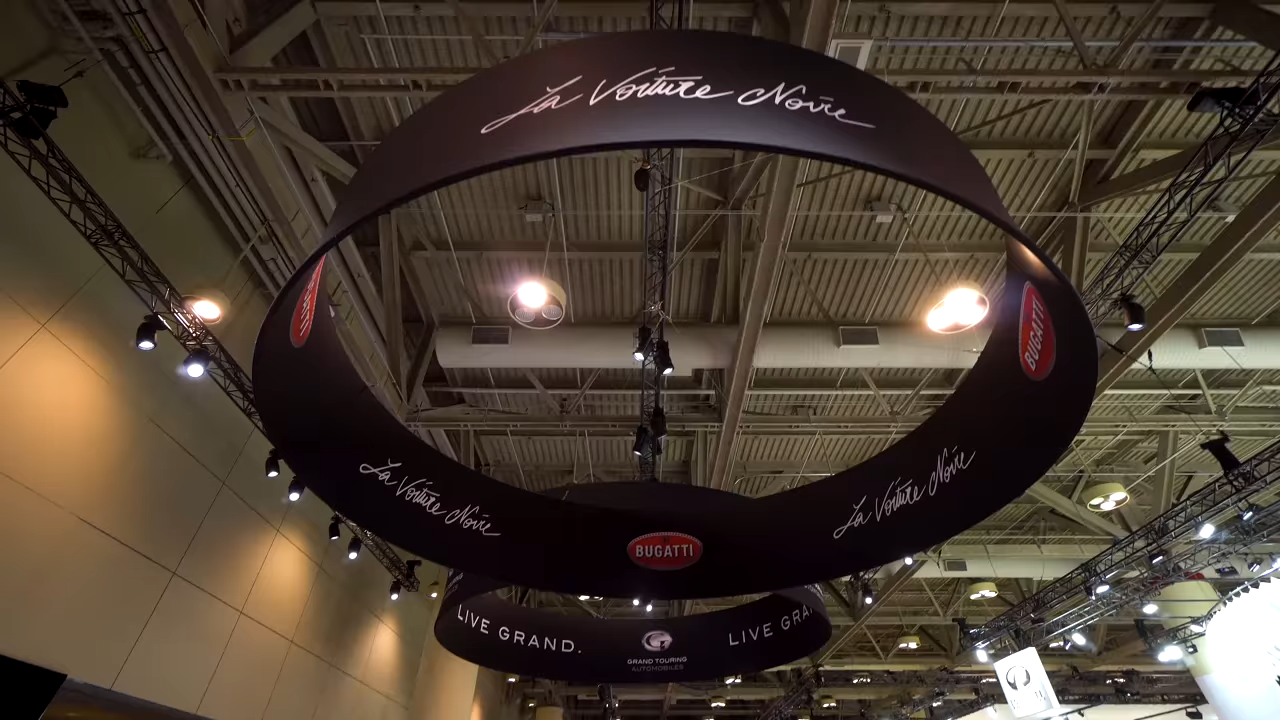 La Voiture Noire
BUGATTI
BUGATTI
La Voiture Noire
La Voiture Noire
BUGATTI
LIVE GRAND.
GRAND TOURING
AUTOMOBILES
LIVE GRA